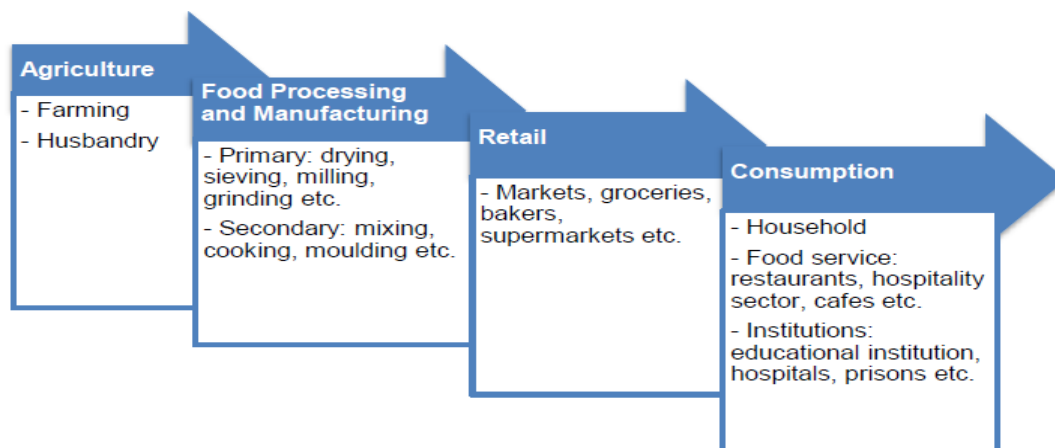 Agriculture
- Farming
- Husbandry
Food Processing
and Manufacturing
- Primary: drying,
sieving, milling,
grinding etc.
- Secondary: mixing,
cooking, moulding etc.
Retail
- Markets, groceries,
bakers,
supermarkets etc.
Consumption
- Household
- Food service:
restaurants, hospitality
sector, cafes etc.
- Institutions:
educational institution,
hospitals, prisons etc.